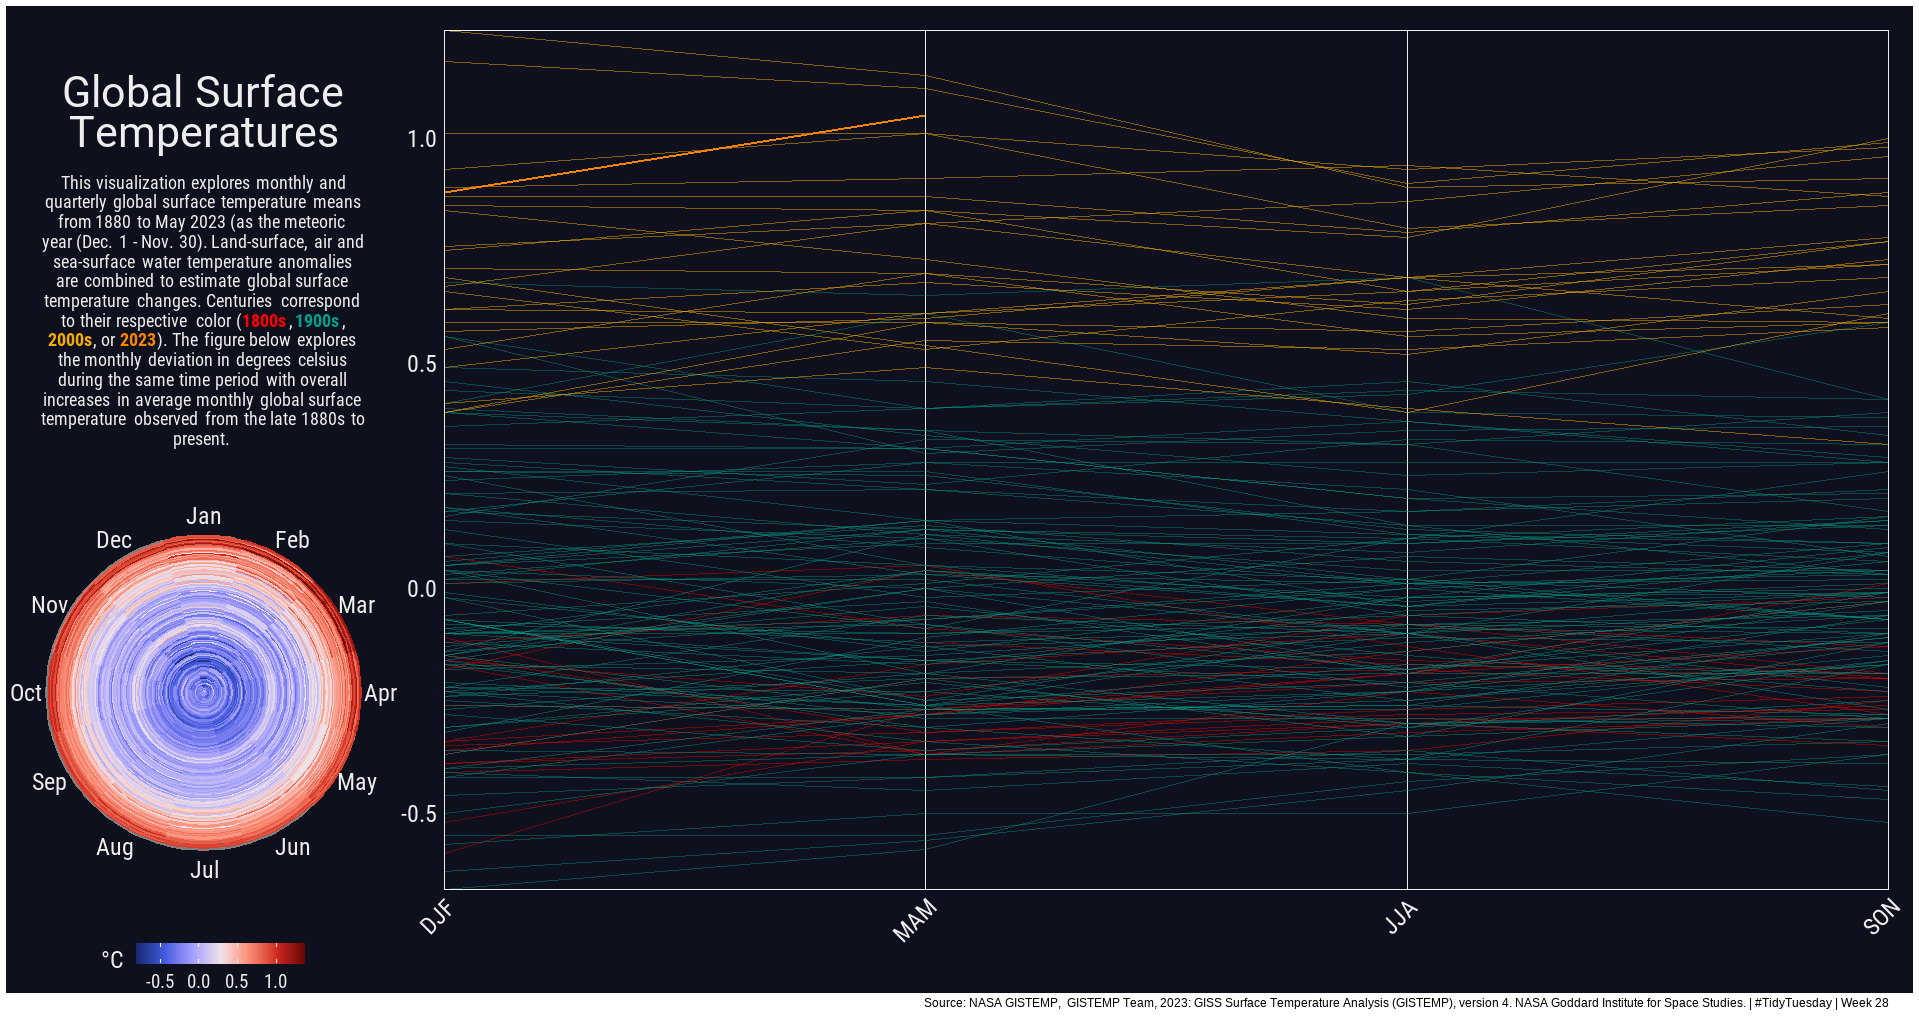 Global Surface
Temperatures
This visualization explores monthly and
quarterly global surface temperature means
from 1880 to May 2023 (as the meteoric
year (Dec. 1 - Nov. 30). Land-surface, air and
sea-surface water temperature anomalies
are combined to estimate global surface
temperature changes. Centuries correspond
to their respective color (1800s, 1900s,
2000s, or 2023). The figure below explores
the monthly deviation in degrees celsius
during the same time period with overall
increases in average monthly global surface
temperature observed from the late 1880s to
present.
Jan
Feb
Mar
Apr
May
Jun
Jul
Aug
Sep
Oct
Nov
Dec
°C
-0.5 0.0 0.5 1.0
1.0
0.5
0.0
-0.5
DJF
MAM
JJA
SON
Source: NASA GISTEMP, GISTEMP Team, 2023: GISS Surface Temperature Analysis (GISTEMP), version 4. NASA Goddard Institute for Space Studies. | #TidyTuesday | Week 28